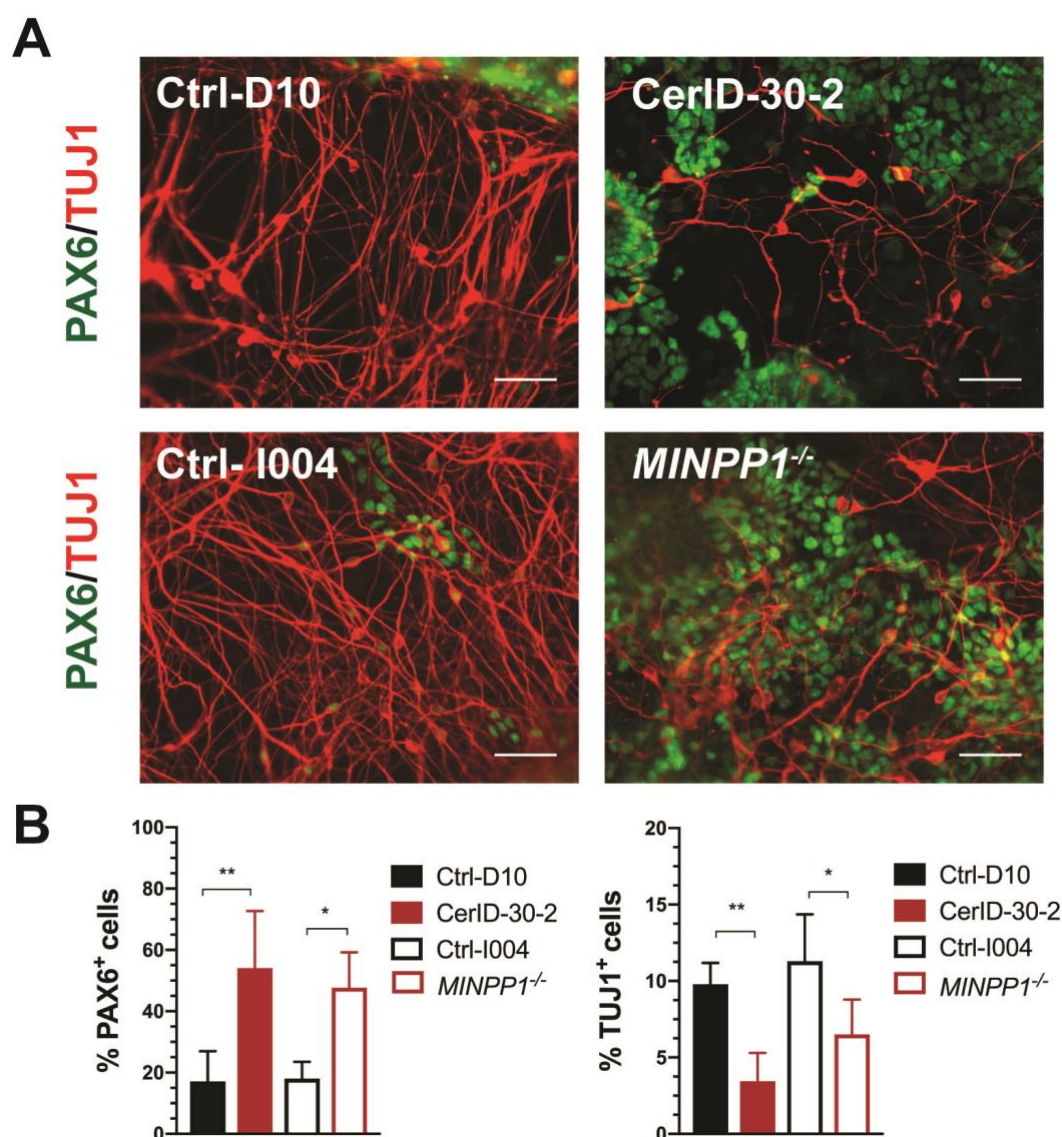 A
PAX6/TUJ1
Ctrl-D10
CerID-30-2
PAX6/TUJ1
Ctrl- I004
MINPP1-/-
B
% PAX6+ cells
100
80
60
40
20
0
**
*
Ctrl-D10
CerID-30-2
Ctrl-I004
MINPP1-/-
% TUJ1+ cells
20
15
10
5
0
**
*
Ctrl-D10
CerID-30-2
Ctrl-I004
MINPP1-/-